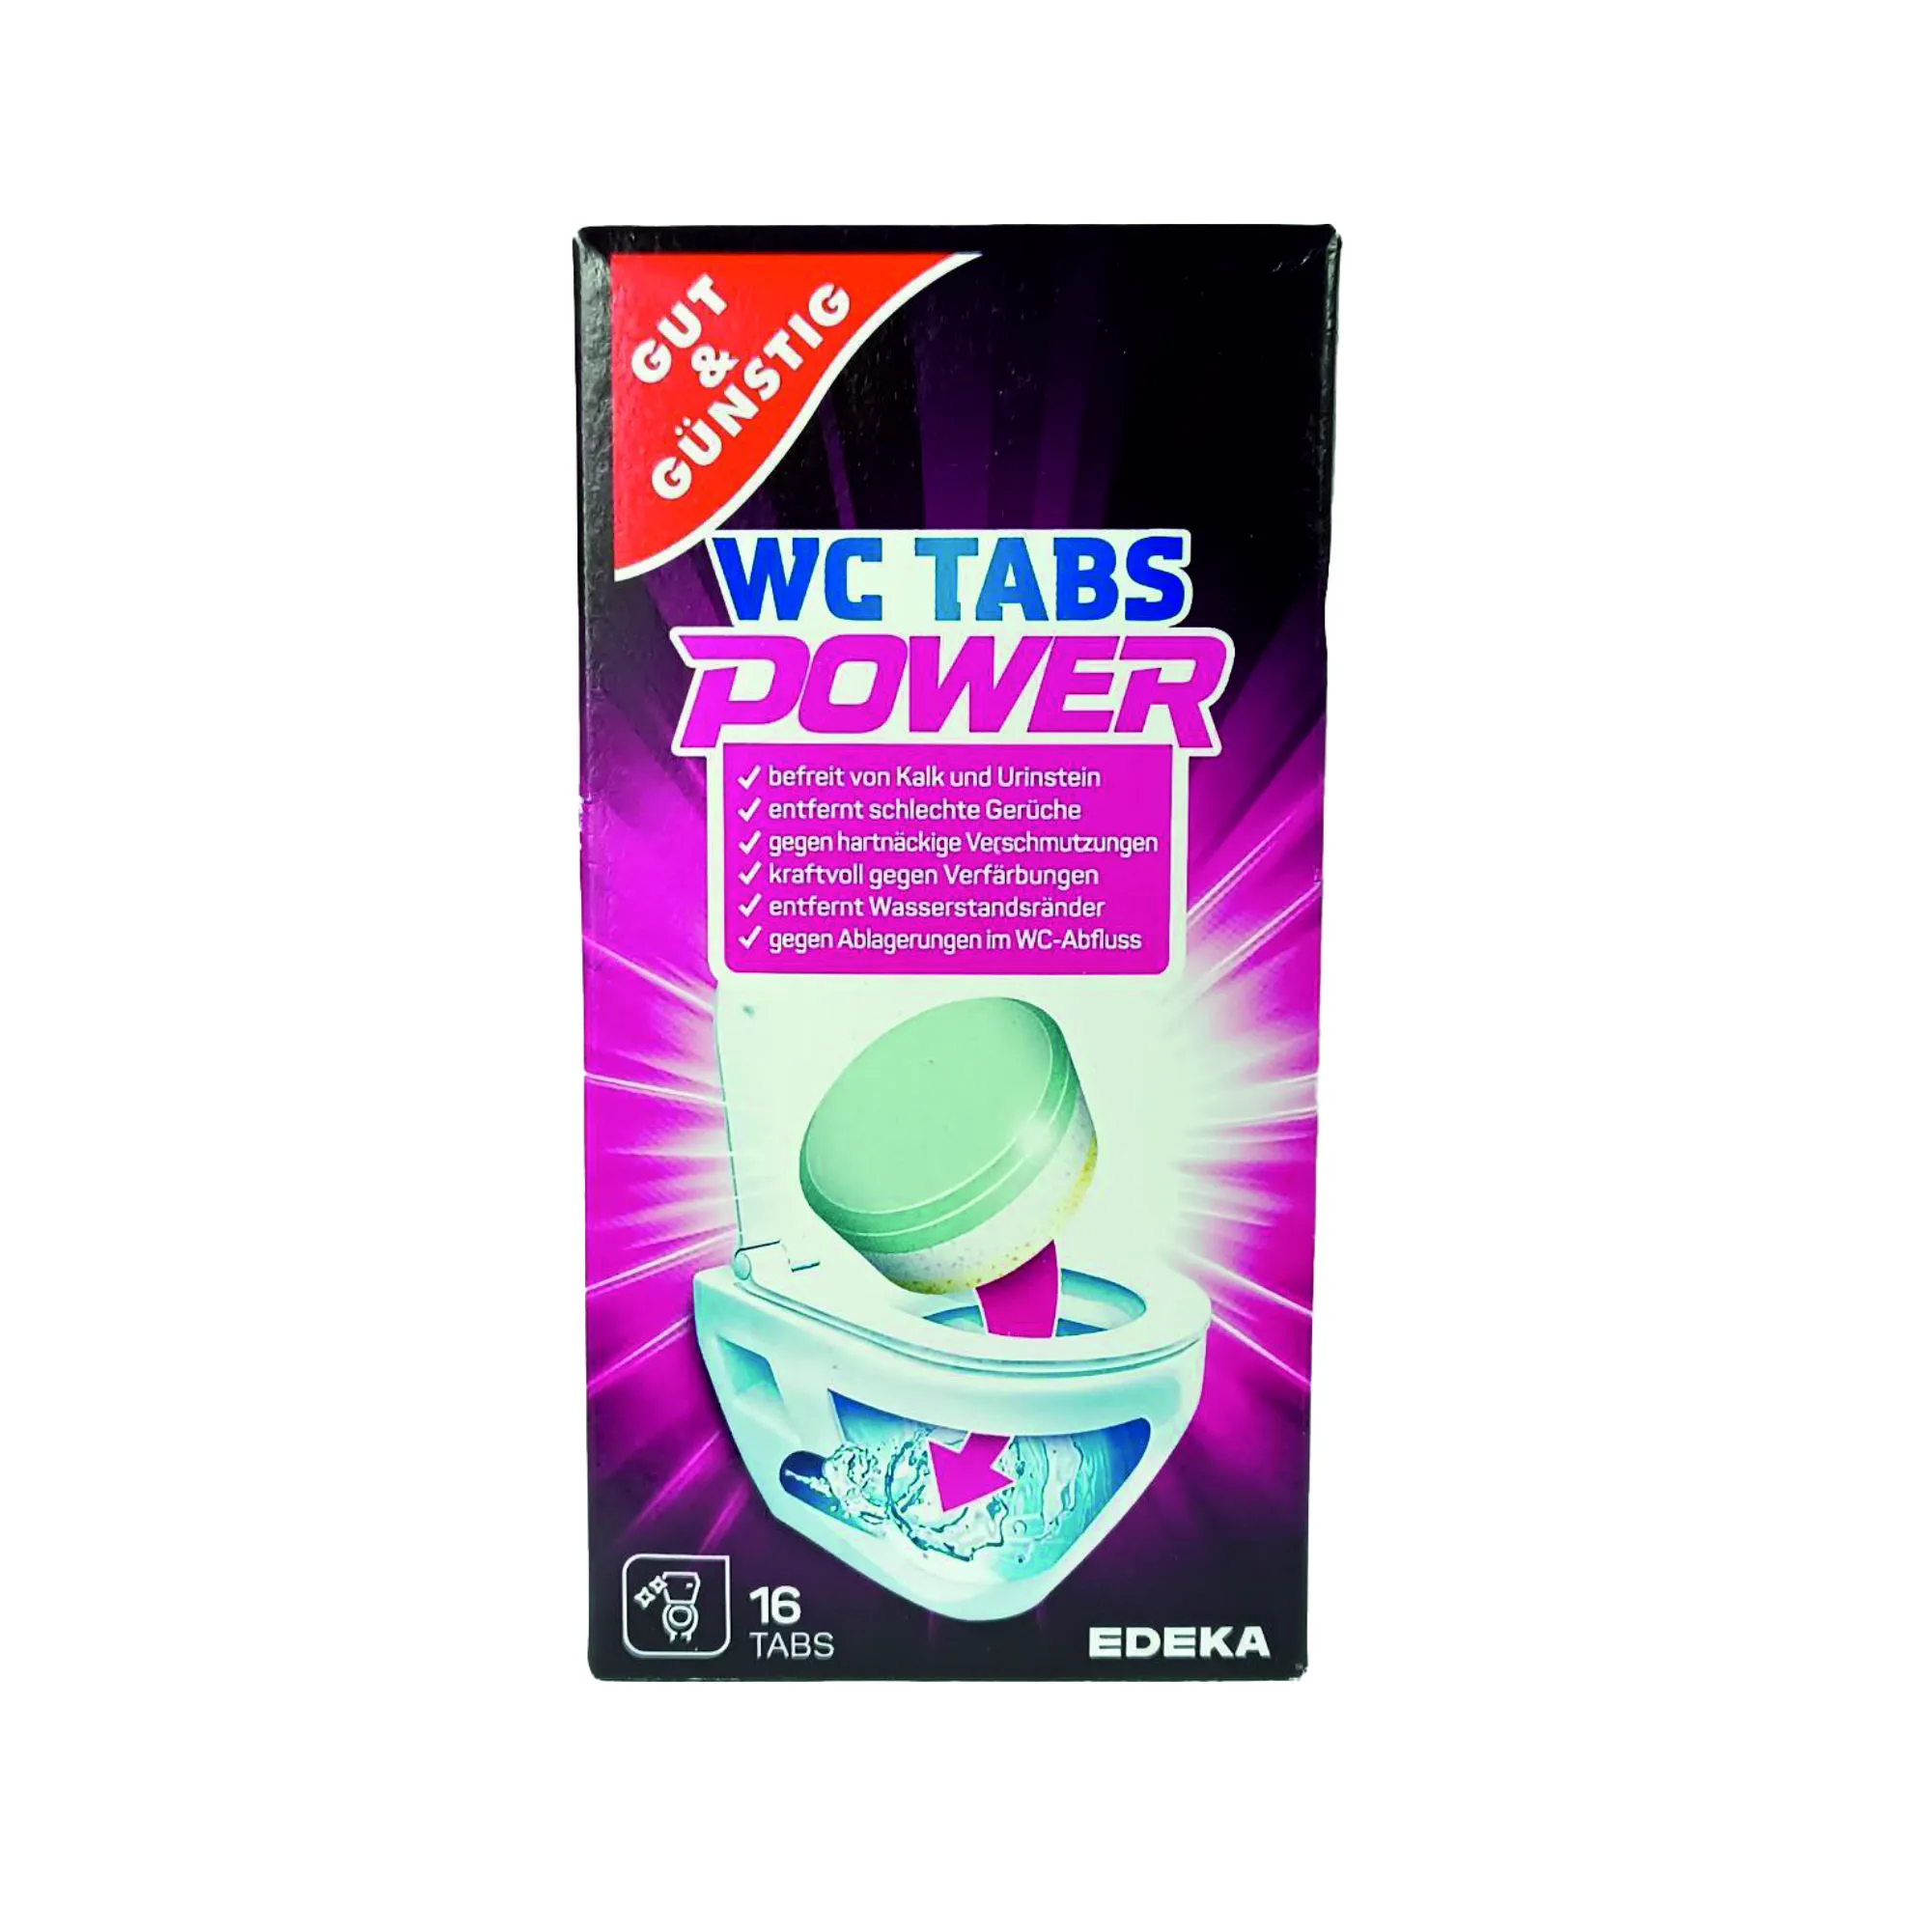 GUT
&
GÜNSTIG
WC TABS
POWER
befreit von Kalk und Urinstein
entfernt schlechte Gerüche
gegen hartnäckige Verschmutzungen
kraftvoll gegen Verfärbungen
entfernt Wasserstandsränder
gegen Ablagerungen im WC-Abfluss
16
TABS
EDEKA